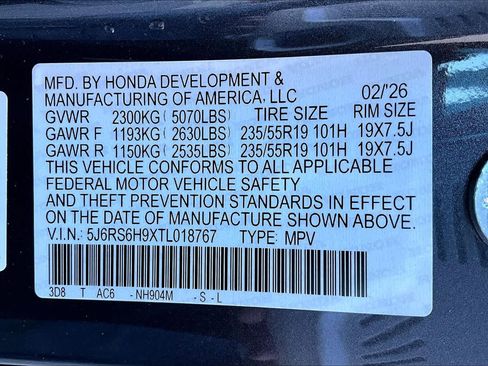 MFD. BY HONDA DEVELOPMENT &
MANUFACTURING OF AMERICA, LLC 02/'26
GVWR 2300KG (5070LBS) TIRE SIZE RIM SIZE
GAWR F 1193KG (2630LBS) 235/55R19 101H 19X7.5J
GAWR R 1150KG (2535LBS) 235/55R19 101H 19X7.5J
THIS VEHICLE CONFORMS TO ALL APPLICABLE
FEDERAL MOTOR VEHICLE SAFETY
AND THEFT PREVENTION STANDARDS IN EFFECT
ON THE DATE OF MANUFACTURE SHOWN ABOVE.
V.I.N.: 5J6RS6H9XTL018767 TYPE: MPV
3D8 T AC6 -NH904M -S-L